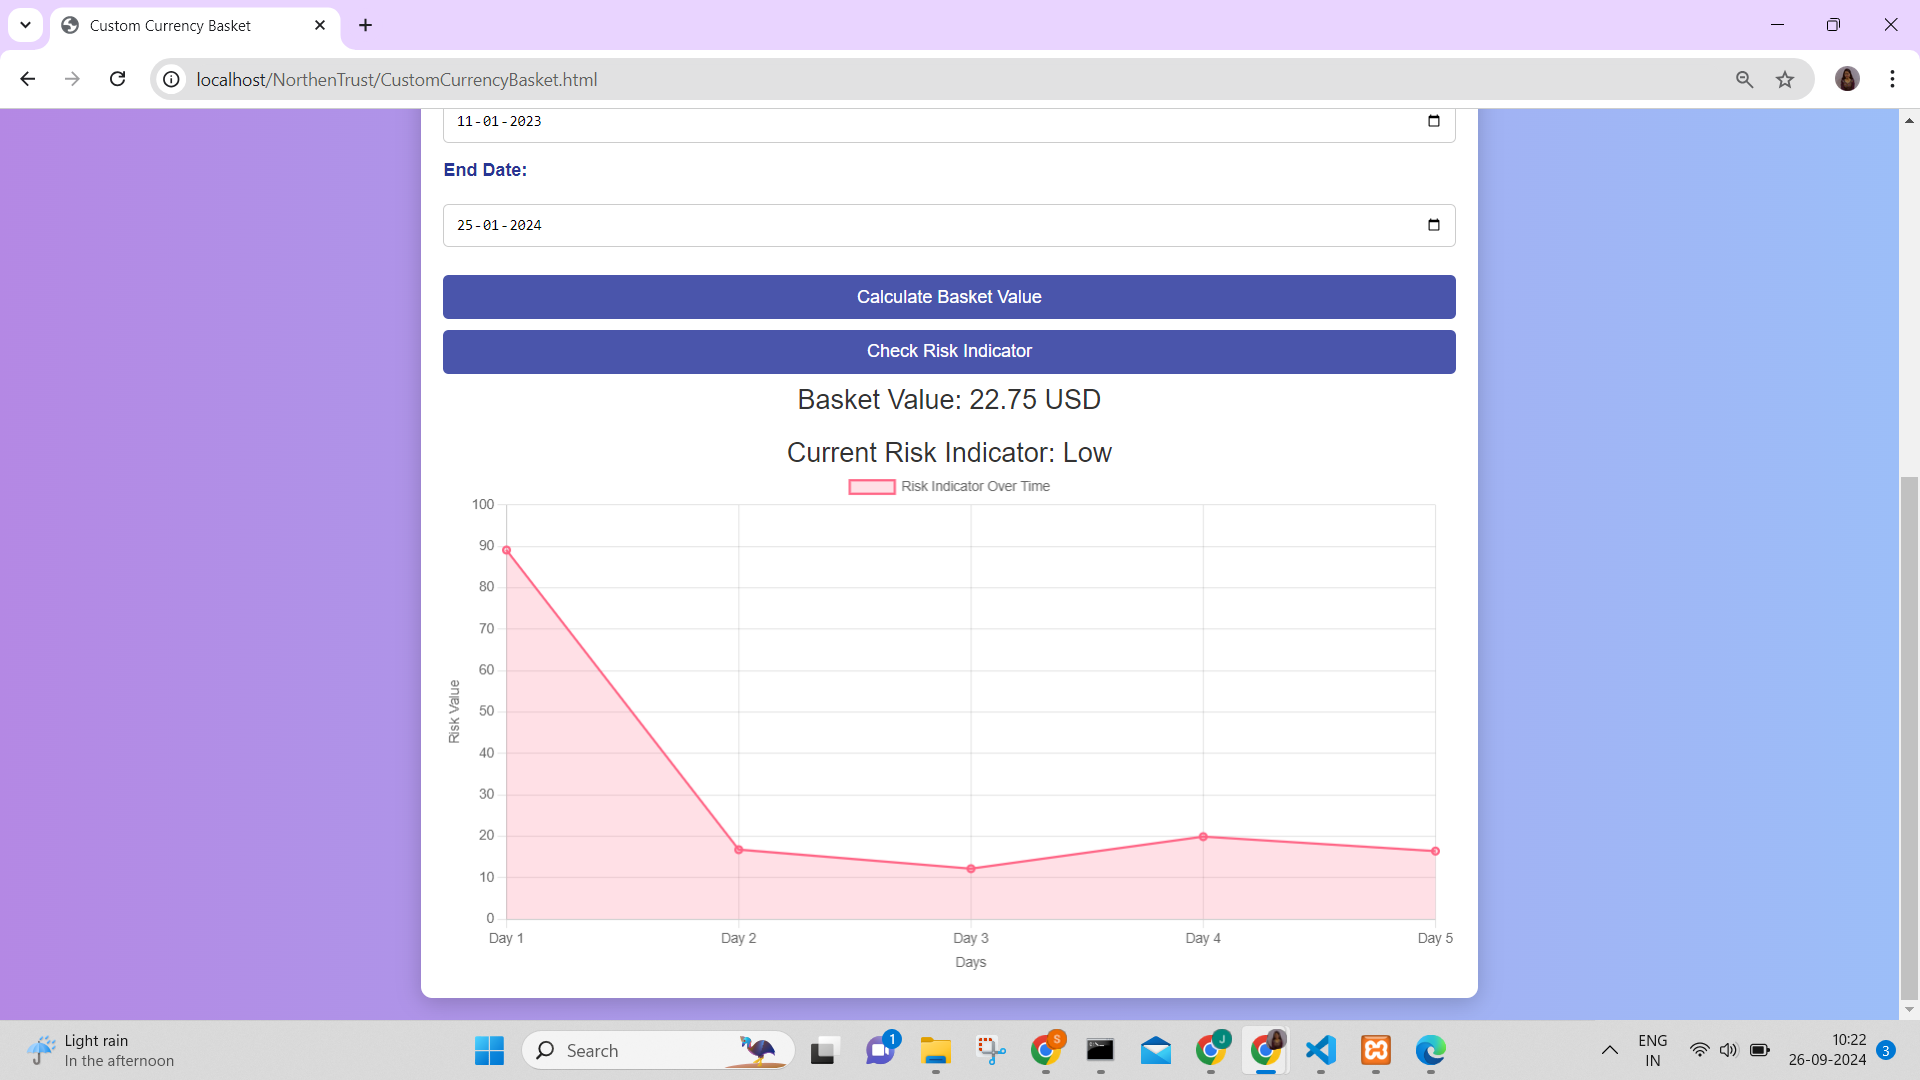 Custom Currency Basket
localhost/NorthenTrust/CustomCurrencyBasket.html
11-01-2023
End Date:
25-01-2024
Calculate Basket Value
Check Risk Indicator
Basket Value: 22.75 USD
Current Risk Indicator: Low
Risk Indicator Over Time
100
90
80
70
60
50
40
30
20
10
0
Risk Value
Day 1 Day 2 Day 3 Day 4 Day 5
Days
Light rain
In the afternoon
Search
1
S
J
ENG
IN
10:22
26-09-2024
3